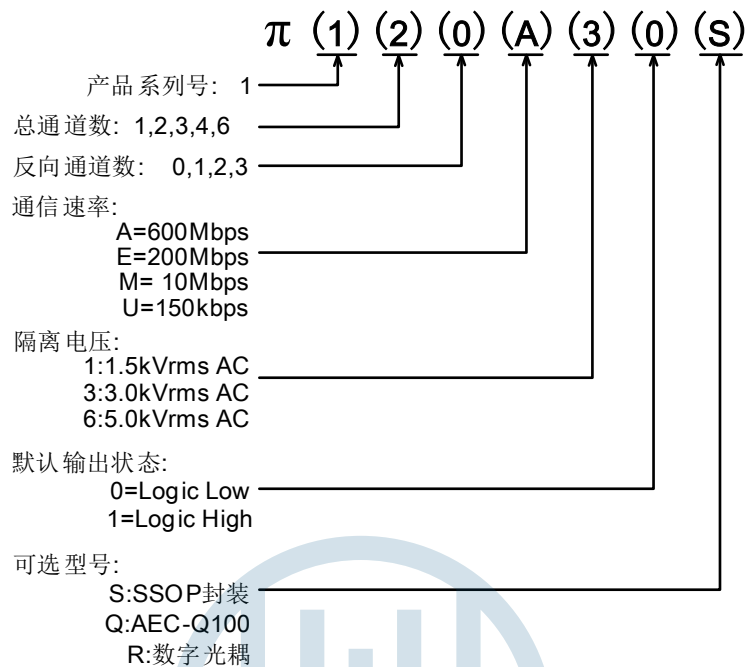 π (1) (2) (0) (A) (3) (0) (S)
产品系列号: 1
总通道数: 1,2,3,4,6
反向通道数: 0,1,2,3
通信速率:
A=600Mbps
E=200Mbps
M= 10Mbps
U=150kbps
隔离电压:
1:1.5kVrms AC
3:3.0kVrms AC
6:5.0kVrms AC
默认输出状态:
0=Logic Low
1=Logic High
可选型号:
S:SSOP封装
Q:AEC-Q100
R:数字光耦